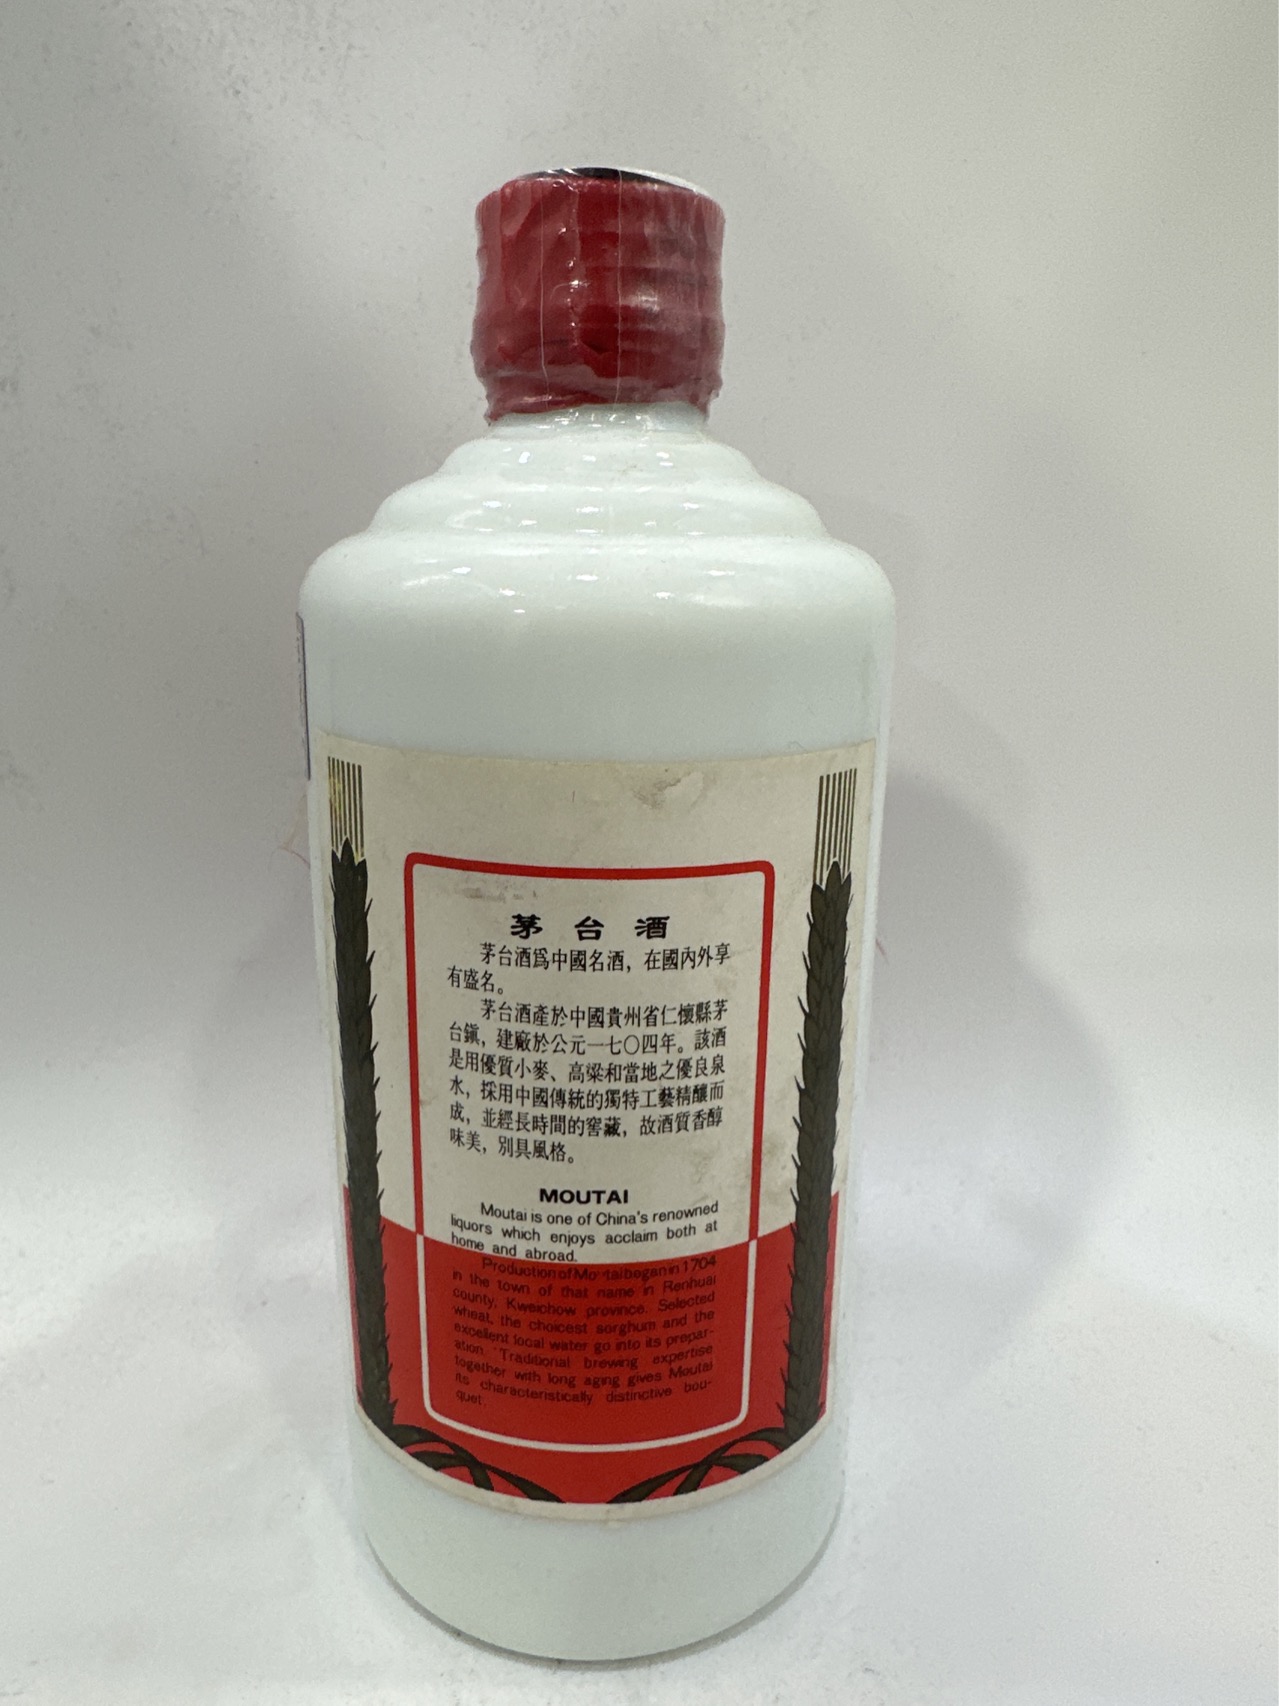 茅台酒
茅台酒爲中國名酒，在國內外享
有盛名。
茅台酒產於中國貴州省仁懷縣茅
台鎭，建廠於公元一七〇四年。該酒
是用優質小麥、高粱和當地之優良泉
水，採用中國傳統的獨特工藝精釀而
成，並經長時間的窖藏，故酒質香醇
味美，別具風格。
MOUTAI
Moutai is one of China's renowned
liquors which enjoys acclaim both at
home and abroad.
Production of Mo tai began in 1704
in the town of that name in Renhuai
county, Kweichow province. Selected
wheat, the choicest sorghum and the
excellent local water go into its prepar-
ation. Traditional brewing expertise
together with long aging gives Moutai
its characteristically distinctive bou-
quet.